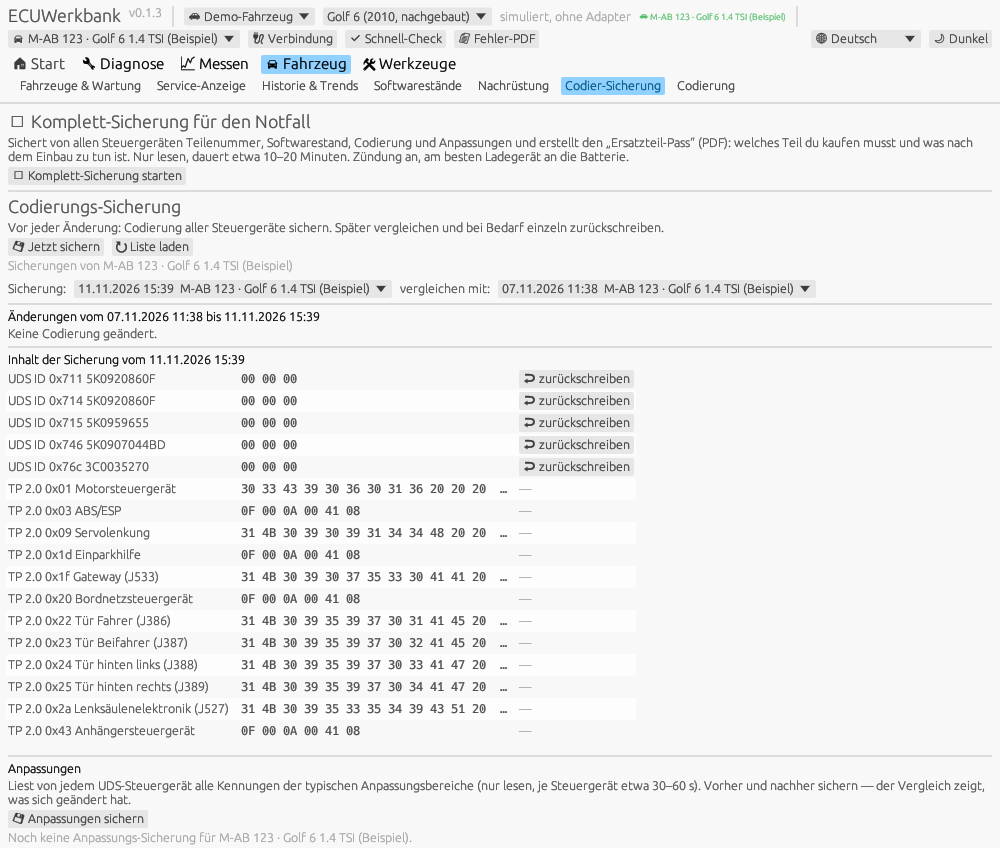 ECUWerkbank v0.1.3 Demo-Fahrzeug Golf 6 (2010, nachgebaut) simuliert, ohne Adapter M-AB 123 · Golf 6 1.4 TSI (Beispiel)
M-AB 123 · Golf 6 1.4 TSI (Beispiel) Verbindung Schnell-Check Fehler-PDF Deutsch Dunkel
Start Diagnose Messen Fahrzeug Werkzeuge
Fahrzeuge & Wartung Service-Anzeige Historie & Trends Softwarestände Nachrüstung Codier-Sicherung Codierung
Komplett-Sicherung für den Notfall
Sichert von allen Steuergeräten Teilenummer, Softwarestand, Codierung und Anpassungen und erstellt den „Ersatzteil-Pass“ (PDF): welches Teil du kaufen musst und was nach
dem Einbau zu tun ist. Nur lesen, dauert etwa 10–20 Minuten. Zündung an, am besten Ladegerät an die Batterie.
Komplett-Sicherung starten
Codierungs-Sicherung
Vor jeder Änderung: Codierung aller Steuergeräte sichern. Später vergleichen und bei Bedarf einzeln zurückschreiben.
Jetzt sichern Liste laden
Sicherungen von M-AB 123 · Golf 6 1.4 TSI (Beispiel)
Sicherung: 11.11.2026 15:39 M-AB 123 · Golf 6 1.4 TSI (Beispiel) vergleichen mit: 07.11.2026 11:38 M-AB 123 · Golf 6 1.4 TSI (Beispiel)
Änderungen vom 07.11.2026 11:38 bis 11.11.2026 15:39
Keine Codierung geändert.
Inhalt der Sicherung vom 11.11.2026 15:39
UDS ID 0x711 5K0920860F 00 00 00 zurückschreiben
UDS ID 0x714 5K0920860F 00 00 00 zurückschreiben
UDS ID 0x715 5K0959655 00 00 00 zurückschreiben
UDS ID 0x746 5K0907044BD 00 00 00 zurückschreiben
UDS ID 0x76c 3C0035270 00 00 00 zurückschreiben
TP 2.0 0x01 Motorsteuergerät 30 33 43 39 30 36 30 31 36 20 20 20 … —
TP 2.0 0x03 ABS/ESP 0F 00 0A 00 41 08 —
TP 2.0 0x09 Servolenkung 31 4B 30 39 30 39 31 34 34 48 20 20 … —
TP 2.0 0x1d Einparkhilfe 0F 00 0A 00 41 08 —
TP 2.0 0x1f Gateway (J533) 31 4B 30 39 30 37 35 33 30 41 41 20 … —
TP 2.0 0x20 Bordnetzsteuergerät 0F 00 0A 00 41 08 —
TP 2.0 0x22 Tür Fahrer (J386) 31 4B 30 39 35 39 37 30 31 41 45 20 … —
TP 2.0 0x23 Tür Beifahrer (J387) 31 4B 30 39 35 39 37 30 32 41 45 20 … —
TP 2.0 0x24 Tür hinten links (J388) 31 4B 30 39 35 39 37 30 33 41 47 20 … —
TP 2.0 0x25 Tür hinten rechts (J389) 31 4B 30 39 35 39 37 30 34 41 47 20 … —
TP 2.0 0x2a Lenksäulenelektronik (J527) 31 4B 30 39 35 33 35 34 39 43 51 20 … —
TP 2.0 0x43 Anhängersteuergerät 0F 00 0A 00 41 08 —
Anpassungen
Liest von jedem UDS-Steuergerät alle Kennungen der typischen Anpassungsbereiche (nur lesen, je Steuergerät etwa 30–60 s). Vorher und nachher sichern — der Vergleich zeigt,
was sich geändert hat.
Anpassungen sichern
Noch keine Anpassungs-Sicherung für M-AB 123 · Golf 6 1.4 TSI (Beispiel).